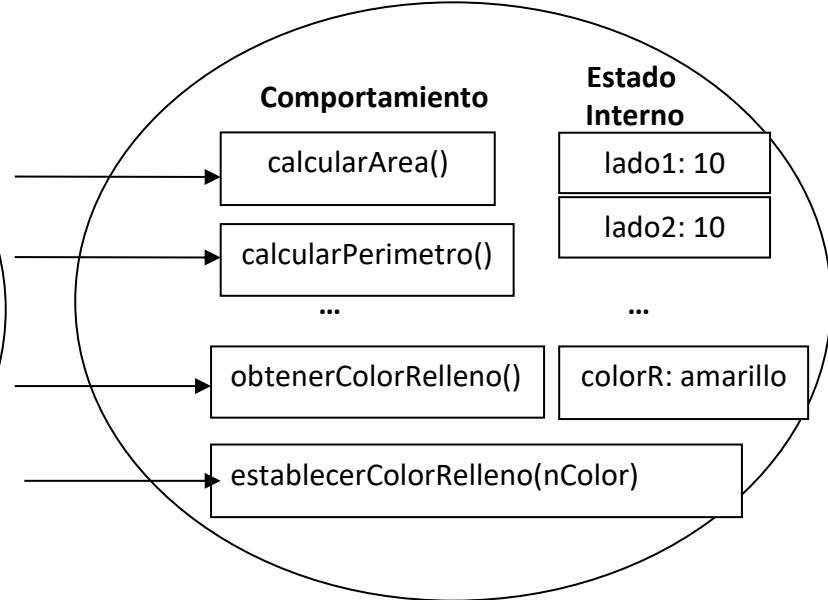 Comportamiento
Estado
Interno
calcularArea()
lado1: 10
calcularPerimetro()
lado2: 10
...
...
obtenerColorRelleno()
colorR: amarillo
establecerColorRelleno(nColor)